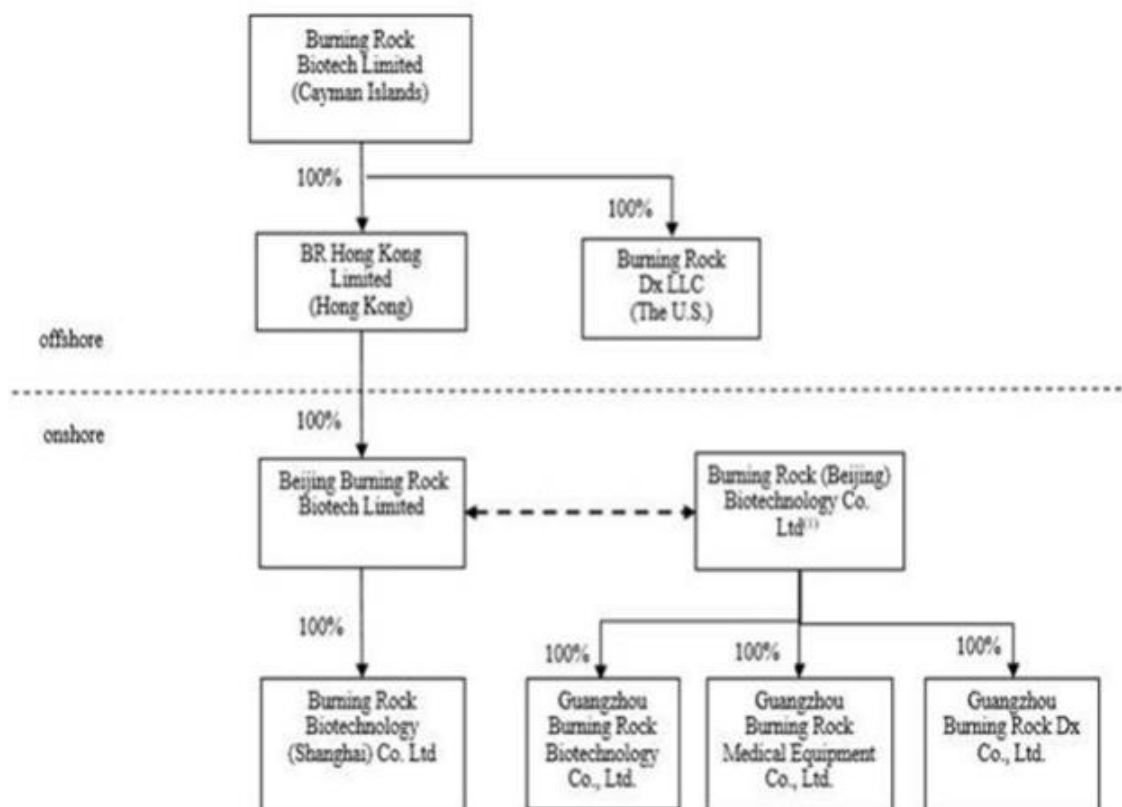 Burning Rock
Biotech Limited
(Cayman Islands)
100%
100%
BR Hong Kong
Limited
(Hong Kong)
Burning Rock
Dx LLC
(The U.S.)
offshore
onshore
100%
Beijing Burning Rock
Biotech Limited
Burning Rock (Beijing)
Biotechnology Co.
Ltd(1)
100%
100%
100%
100%
Burning Rock
Biotechnology
(Shanghai) Co. Ltd
Guangzhou
Burning Rock
Biotechnology
Co., Ltd.
Guangzhou
Burning Rock
Medical Equipment
Co., Ltd.
Guangzhou
Burning Rock Dx
Co., Ltd.